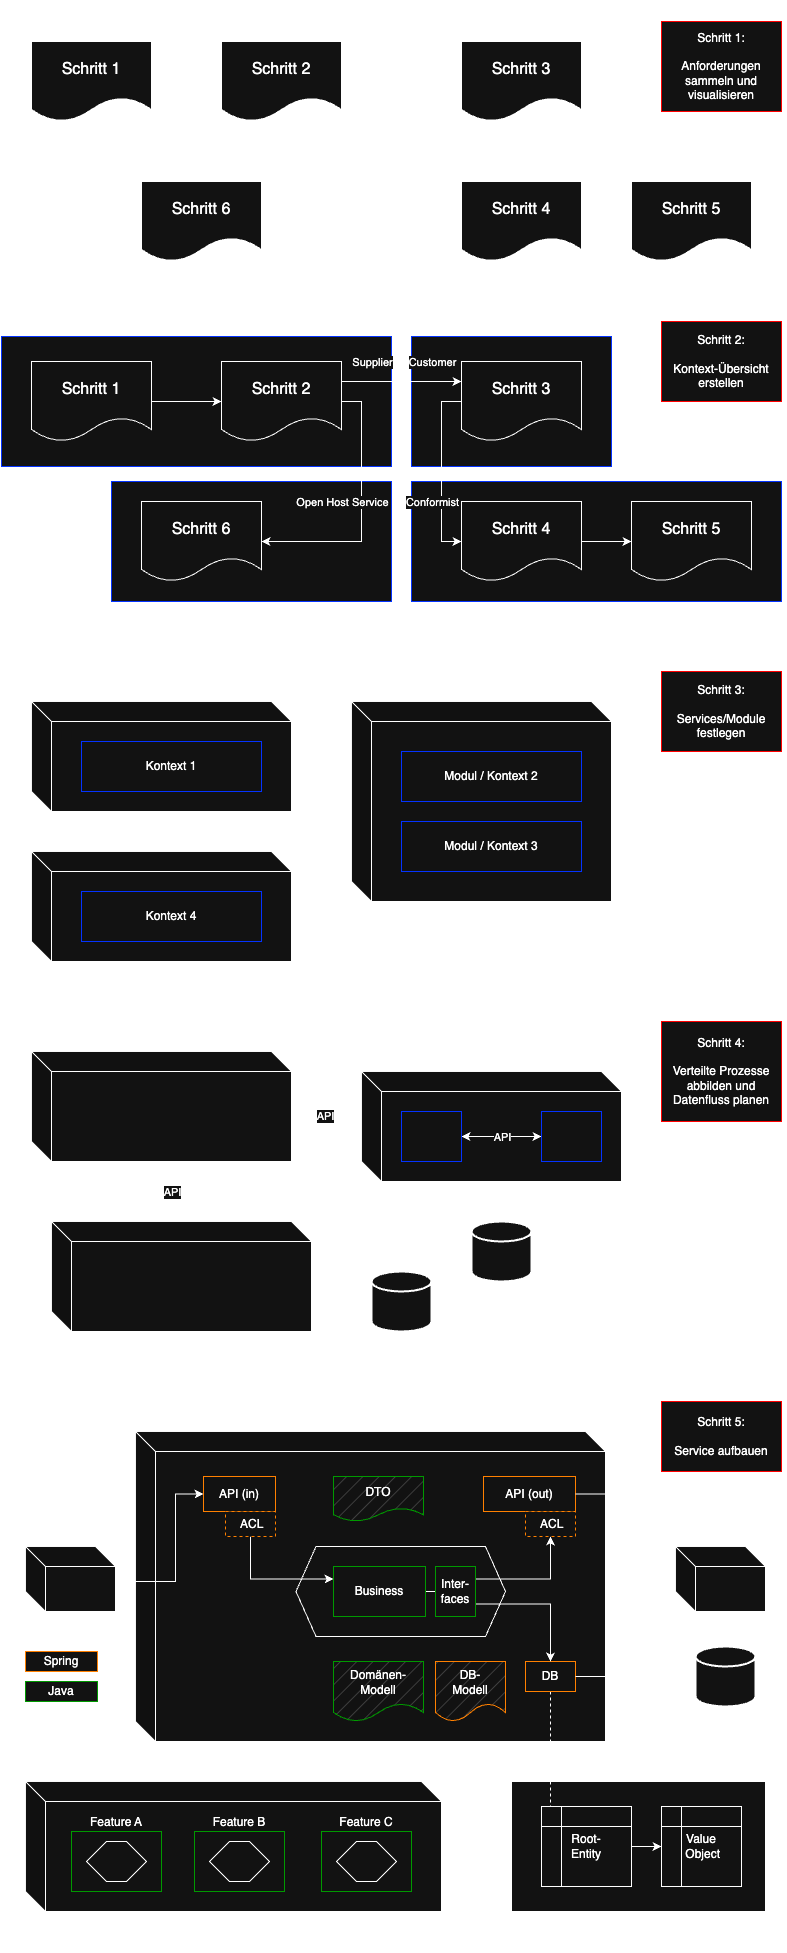 Schritt 1
Schritt 2
Schritt 3
Schritt 1:
Anforderungen
sammeln und
visualisieren
Schritt 6
Schritt 4
Schritt 5
Schritt 2:
Kontext-Übersicht
erstellen
Supplier
Customer
Schritt 1
Schritt 2
Schritt 3
Open Host Service
Conformist
Schritt 6
Schritt 4
Schritt 5
Schritt 3:
Services/Module
festlegen
Kontext 1
Modul / Kontext 2
Modul / Kontext 3
Kontext 4
Schritt 4:
Verteilte Prozesse
abbilden und
Datenfluss planen
API
API
API
Schritt 5:
Service aufbauen
API (in)
DTO
API (out)
ACL
ACL
Business
Inter-
faces
Spring
Java
Domänen-
Modell
DB-
Modell
DB
Feature A
Feature B
Feature C
Root-
Entity
Value
Object